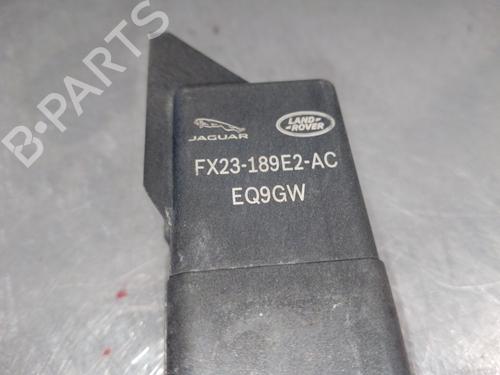 B-PARTS
JAGUAR
LAND-
ROVER
FX23-189E2-AC
EQ9GW